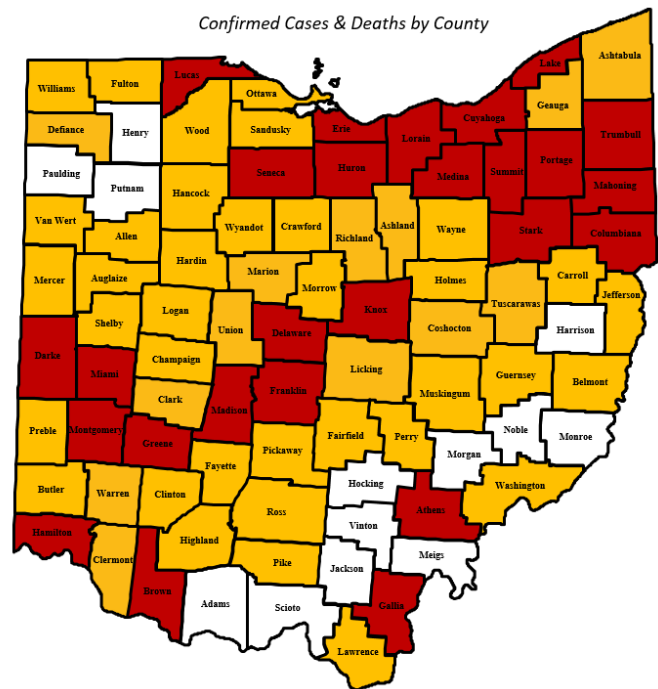 Confirmed Cases & Deaths by County
Lake
Ashtabula
Lucas
Fulton
Williams
Ottawa
Geauga
Cuyahoga
Defiance
Henry
Wood
Sandusky
Erie
Lorain
Trumbull
Paulding
Seneca
Huron
Medina
Summit
Portage
Putnam
Hancock
Mahoning
Van Wert
Allen
Wyandot
Crawford
Richland
Ashland
Wayne
Stark
Columbiana
Mercer
Auglaize
Hardin
Marion
Morrow
Holmes
Carroll
Tuscarawas
Jefferson
Logan
Shelby
Union
Knox
Coshocton
Harrison
Delaware
Darke
Miami
Champaign
Licking
Guernsey
Belmont
Clark
Madison
Franklin
Muskingum
Preble
Montgomery
Greene
Pickaway
Fairfield
Perry
Noble
Monroe
Morgan
Fayette
Hocking
Washington
Butler
Warren
Clinton
Ross
Athens
Hamilton
Vinton
Highland
Clermont
Pike
Jackson
Meigs
Brown
Adams
Scioto
Gallia
Lawrence